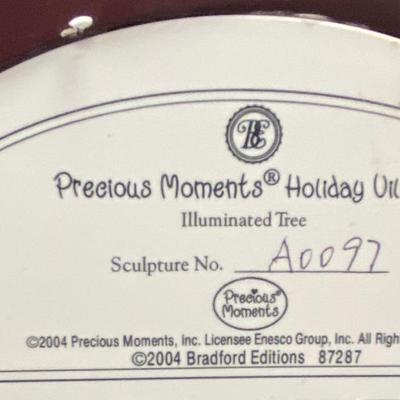 BE
Precious Moments® Holiday Vil
Illuminated Tree
Sculpture No. A0097
Precious® Moments
©2004 Precious Moments, Inc. Licensee Enesco Group, Inc. All Righ
©2004 Bradford Editions 87287